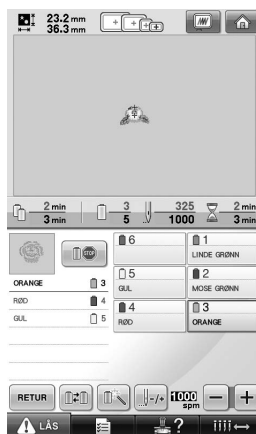 23.2 mm
36.3 mm
2 min
3 min
3
5
325
1000
2 min
3 min
6
1
LINDE GRØNN
STOP
5
GUL
2
MOSE GRØNN
ORANGE 3
RØD 4
GUL 5
4
RØD
3
ORANGE
RETUR
-/+
1000
spm
- +
LÅS
?